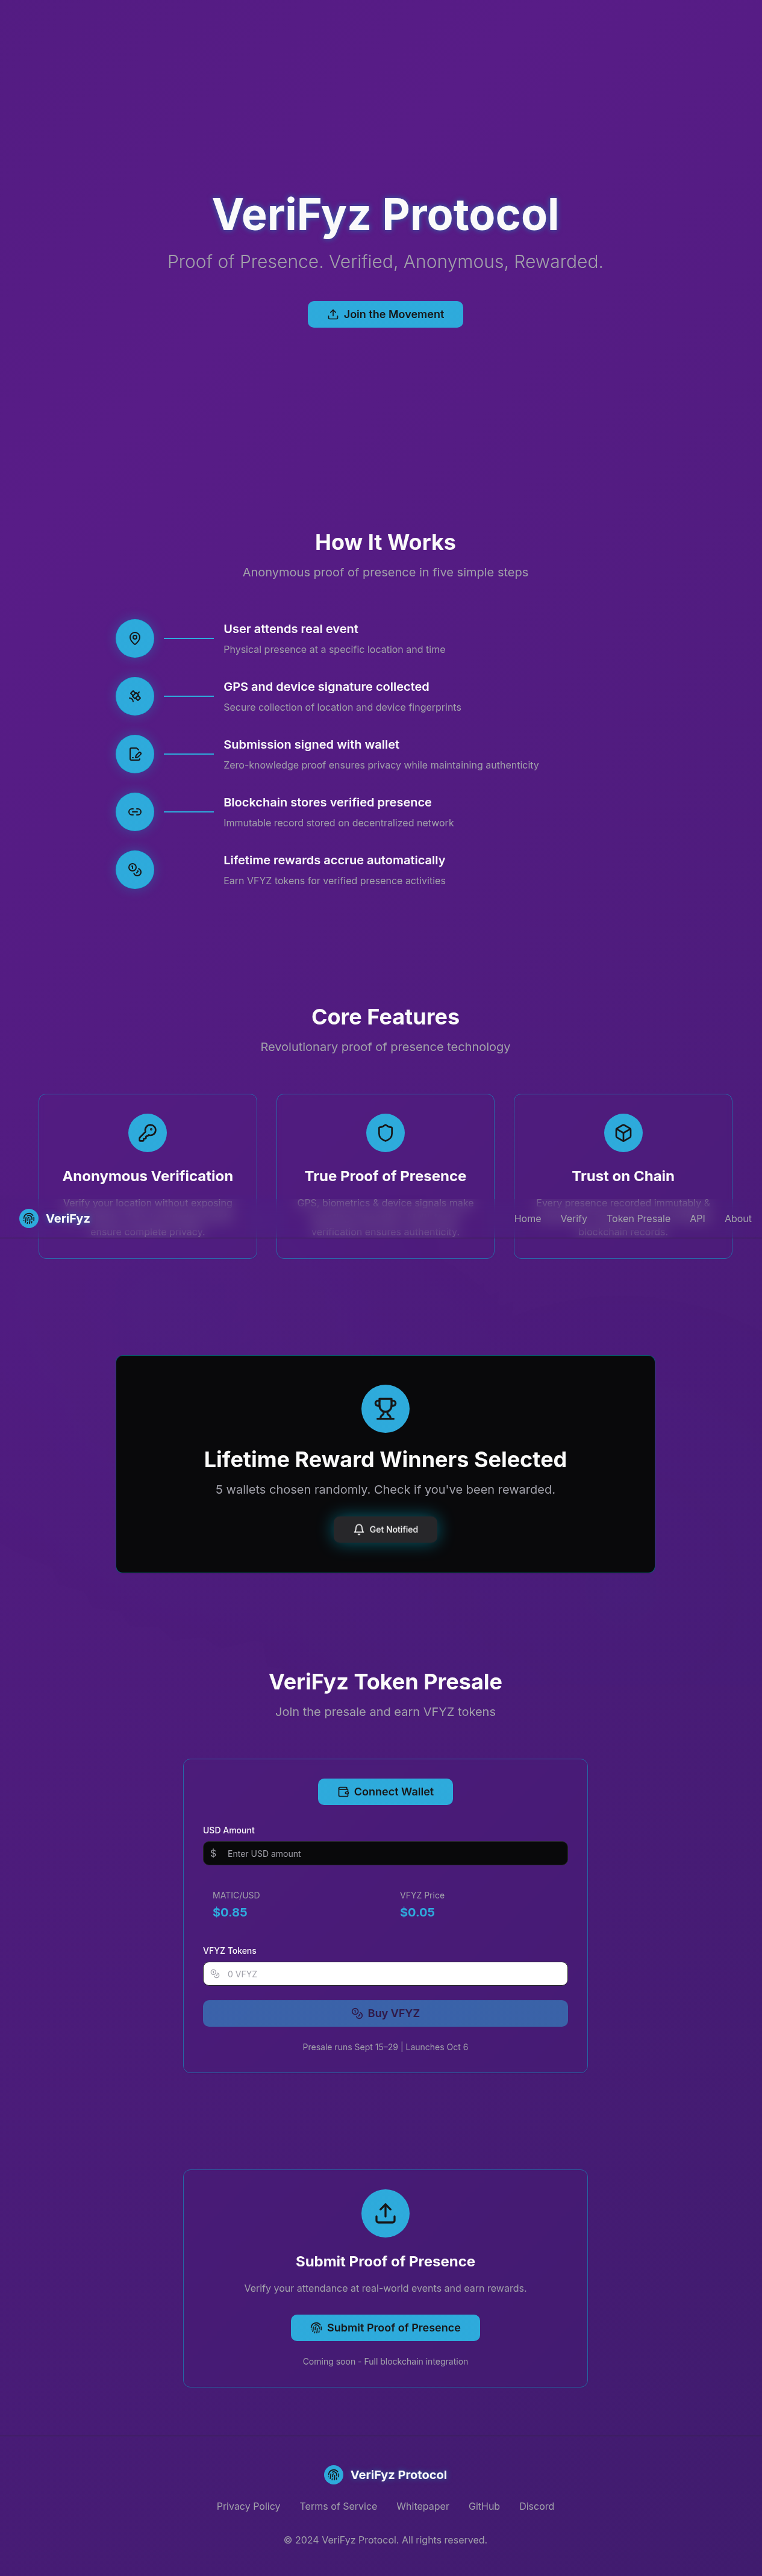 VeriFyz Protocol
Proof of Presence. Verified, Anonymous, Rewarded.
Join the Movement
How It Works
Anonymous proof of presence in five simple steps
User attends real event
Physical presence at a specific location and time
GPS and device signature collected
Secure collection of location and device fingerprints
Submission signed with wallet
Zero-knowledge proof ensures privacy while maintaining authenticity
Blockchain stores verified presence
Immutable record stored on decentralized network
Lifetime rewards accrue automatically
Earn VFYZ tokens for verified presence activities
Core Features
Revolutionary proof of presence technology
Anonymous Verification
Verify your location without exposing
ensure complete privacy.
True Proof of Presence
GPS, biometrics & device signals make
verification ensures authenticity.
Trust on Chain
Every presence recorded immutably &
blockchain records.
VeriFyz
Home
Verify
Token Presale
API
About
Lifetime Reward Winners Selected
5 wallets chosen randomly. Check if you've been rewarded.
Get Notified
VeriFyz Token Presale
Join the presale and earn VFYZ tokens
Connect Wallet
USD Amount
$ Enter USD amount
MATIC/USD
$0.85
VFYZ Price
$0.05
VFYZ Tokens
0 VFYZ
Buy VFYZ
Presale runs Sept 15–29 | Launches Oct 6
Submit Proof of Presence
Verify your attendance at real-world events and earn rewards.
Submit Proof of Presence
Coming soon - Full blockchain integration
VeriFyz Protocol
Privacy Policy
Terms of Service
Whitepaper
GitHub
Discord
© 2024 VeriFyz Protocol. All rights reserved.